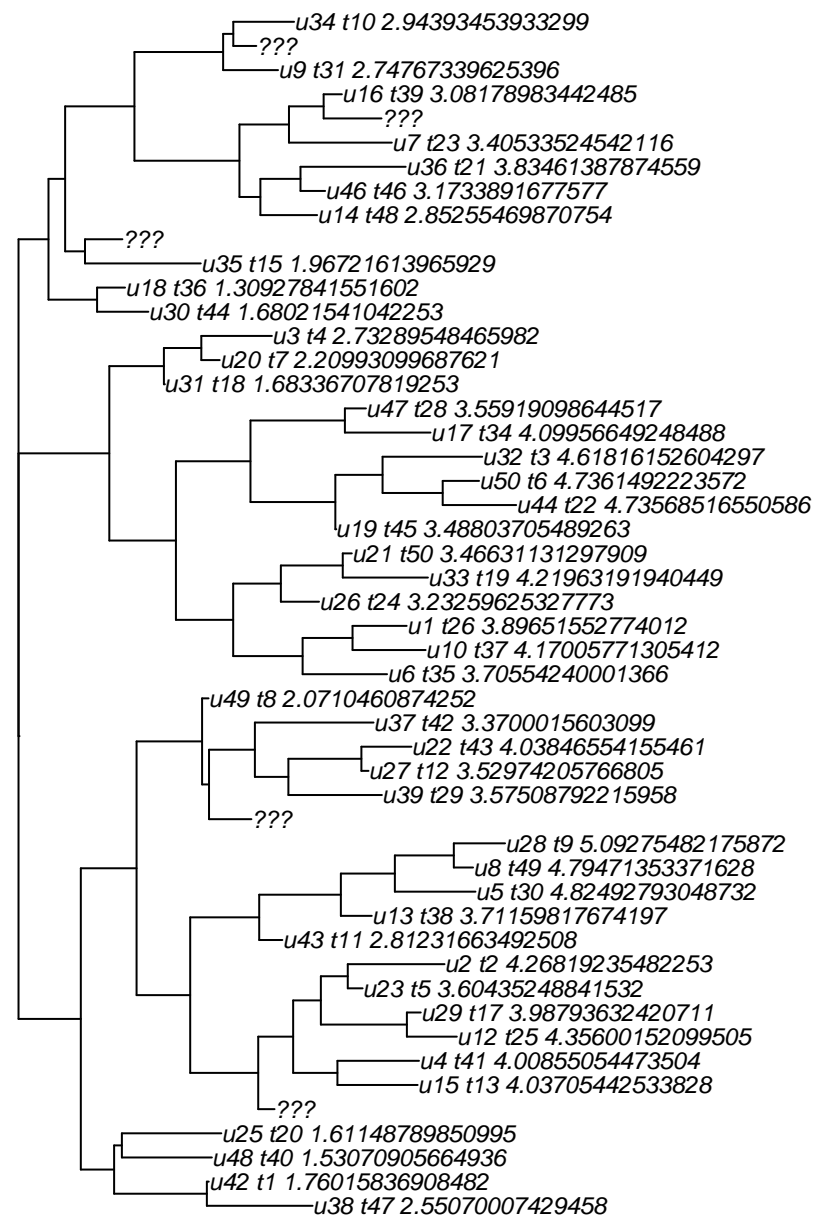 u34 t10 2.94393453933299
???
u9 t31 2.74767339625396
u16 t39 3.08178983442485
???
u7 t23 3.40533524542116
u36 t21 3.83461387874559
u46 t46 3.1733891677577
u14 t48 2.85255469870754
???
u35 t15 1.96721613965929
u18 t36 1.30927841551602
u30 t44 1.68021541042253
u3 t4 2.73289548465982
u20 t7 2.20993099687621
u31 t18 1.68336707819253
u47 t28 3.55919098644517
u17 t34 4.09956649248488
u32 t3 4.61816152604297
u50 t6 4.7361492223572
u44 t22 4.73568516550586
u19 t45 3.48803705489263
u21 t50 3.46631131297909
u33 t19 4.21963191940449
u26 t24 3.23259625327773
u1 t26 3.89651552774012
u10 t37 4.17005771305412
u6 t35 3.70554240001366
u49 t8 2.0710460874252
u37 t42 3.3700015603099
u22 t43 4.03846554155461
u27 t12 3.52974205766805
u39 t29 3.57508792215958
???
u28 t9 5.09275482175872
u8 t49 4.79471353371628
u5 t30 4.82492793048732
u13 t38 3.71159817674197
u43 t11 2.81231663492508
u2 t2 4.26819235482253
u23 t5 3.60435248841532
u29 t17 3.98793632420711
u12 t25 4.35600152099505
u4 t41 4.00855054473504
u15 t13 4.03705442533828
???
u25 t20 1.61148789850995
u48 t40 1.53070905664936
u42 t1 1.76015836908482
u38 t47 2.55070007429458